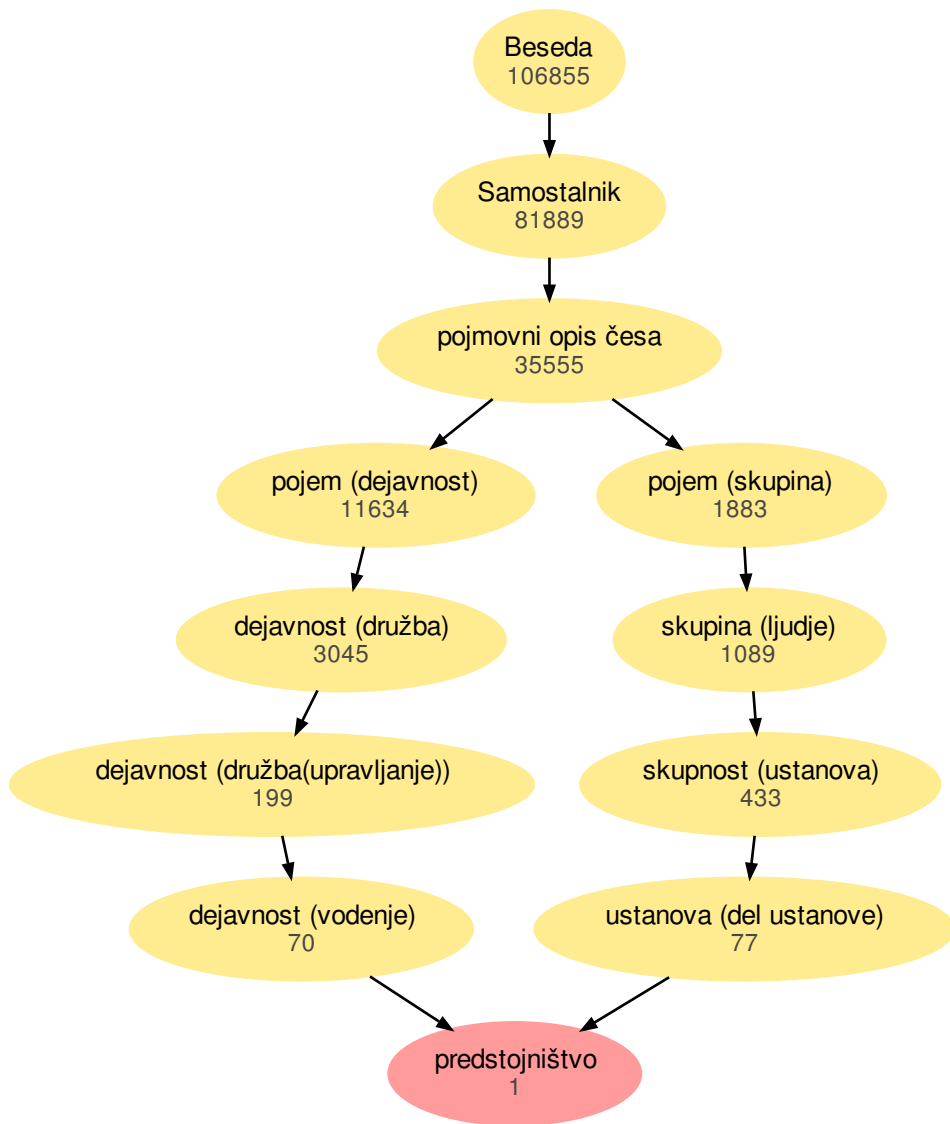 Beseda
106855
Samostalnik
81889
pojmovni opis česa
35555
pojem (dejavnost)
11634
pojem (skupina)
1883
dejavnost (družba)
3045
skupina (ljudje)
1089
dejavnost (družba(upravljanje))
199
skupnost (ustanova)
433
dejavnost (vodenje)
70
ustanova (del ustanove)
77
predstojništvo
1